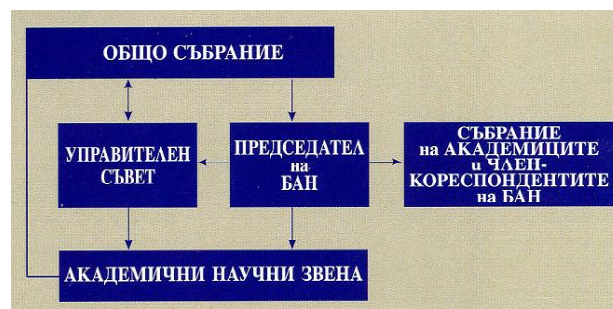 ОБЩО СЪБРАНИЕ
УПРАВИТЕЛЕН
СЪВЕТ
ПРЕДСЕДАТЕЛ
на
БАН
СЪБРАНИЕ
на АКАДЕМИЦИТЕ
и ЧЛЕН-
КОРЕСПОНДЕНТИТЕ
на БАН
АКАДЕМИЧНИ НАУЧНИ ЗВЕНА